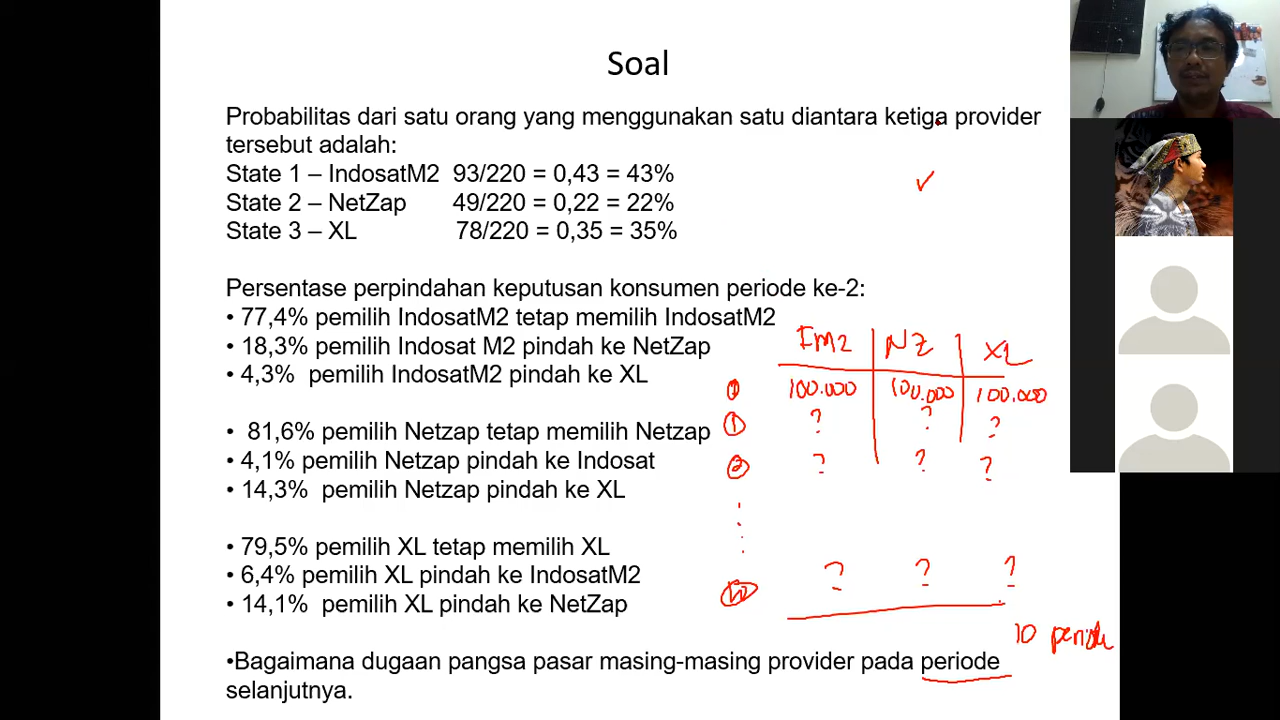 Soal
Probabilitas dari satu orang yang menggunakan satu diantara ketiga provider
tersebut adalah:
State 1 – IndosatM2 93/220 = 0,43 = 43%
State 2 – NetZap 49/220 = 0,22 = 22%
State 3 – XL 78/220 = 0,35 = 35%
Persentase perpindahan keputusan konsumen periode ke-2:
• 77,4% pemilih IndosatM2 tetap memilih IndosatM2
• 18,3% pemilih Indosat M2 pindah ke NetZap
• 4,3% pemilih IndosatM2 pindah ke XL
• 81,6% pemilih Netzap tetap memilih Netzap
• 4,1% pemilih Netzap pindah ke Indosat
• 14,3% pemilih Netzap pindah ke XL
• 79,5% pemilih XL tetap memilih XL
• 6,4% pemilih XL pindah ke IndosatM2
• 14,1% pemilih XL pindah ke NetZap
•Bagaimana dugaan pangsa pasar masing-masing provider pada periode
selanjutnya.
IM2 NZ XL
100.000 100.000 100.000
1 ? ? ?
2 ? ? ?
? ? ?
10 periode